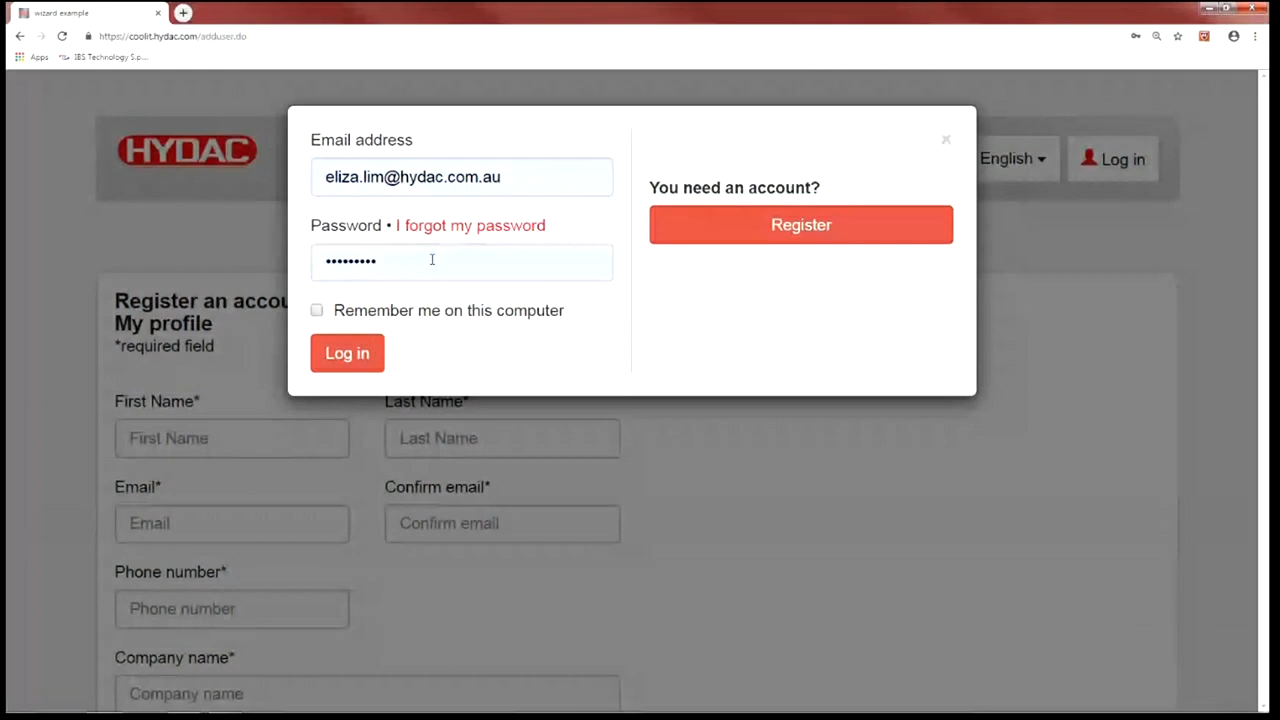 wizard example
https://coolit.hydac.com/adduser.do
Apps
IBS Technology S.p...
HYDAC
English
Log in
Email address
eliza.lim@hydac.com.au
Password • I forgot my password
•••••••••
Remember me on this computer
Log in
You need an account?
Register
Register an accou
My profile
*required field
First Name*
Last Name*
First Name
Last Name
Email*
Confirm email*
Email
Confirm email
Phone number*
Phone number
Company name*
Company name